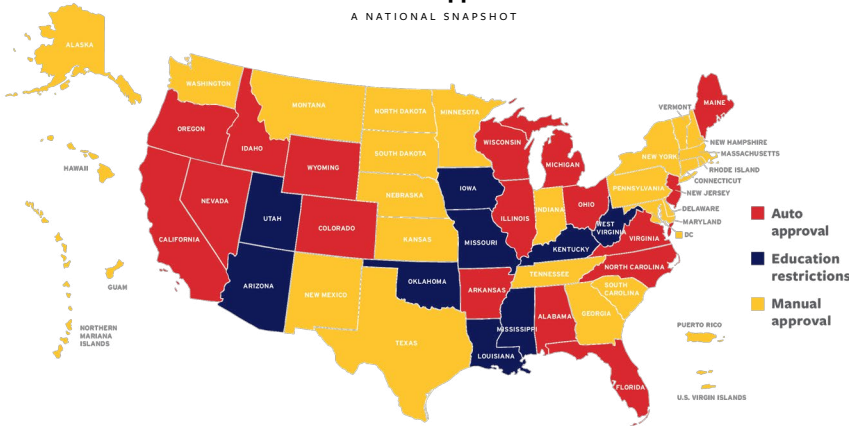 A NATIONAL SNAPSHOT
ALASKA
WASHINGTON
MONTANA
NORTH DAKOTA
MINNESOTA
MAINE
VERMONT
OREGON
IDAHO
WISCONSIN
MICHIGAN
NEW YORK
NEW HAMPSHIRE
MASSACHUSETTS
SOUTH DAKOTA
WYOMING
RHODE ISLAND
CONNECTICUT
HAWAII
NEBRASKA
IOWA
PENNSYLVANIA
NEW JERSEY
NEVADA
UTAH
ILLINOIS
INDIANA
OHIO
DELAWARE
MARYLAND
DC
COLORADO
KANSAS
MISSOURI
KENTUCKY
WEST
VIRGINIA
VIRGINIA
CALIFORNIA
NORTH CAROLINA
TENNESSEE
ARIZONA
NEW MEXICO
OKLAHOMA
ARKANSAS
SOUTH
CAROLINA
GUAM
MISSISSIPPI
ALABAMA
GEORGIA
NORTHERN
MARIANA
ISLANDS
TEXAS
LOUISIANA
FLORIDA
PUERTO RICO
U.S. VIRGIN ISLANDS
Auto
approval
Education
restrictions
Manual
approval